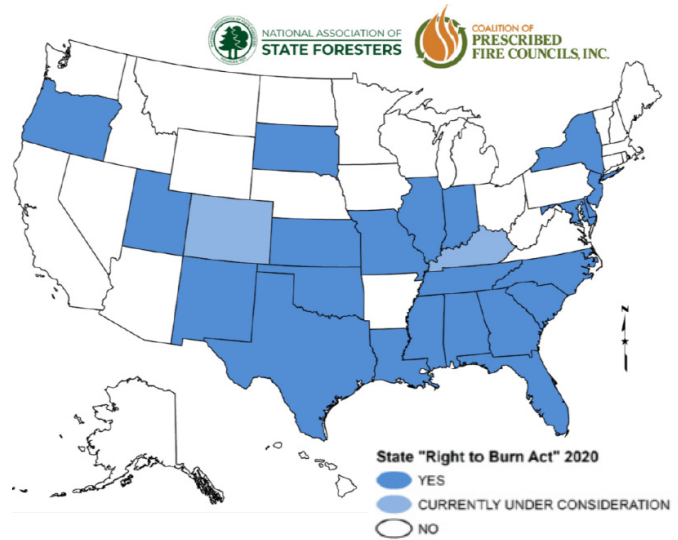 NATIONAL ASSOCIATION OF
STATE FORESTERS
COALITION OF
PRESCRIBED
FIRE COUNCILS, INC.
N
State "Right to Burn Act" 2020
YES
CURRENTLY UNDER CONSIDERATION
NO